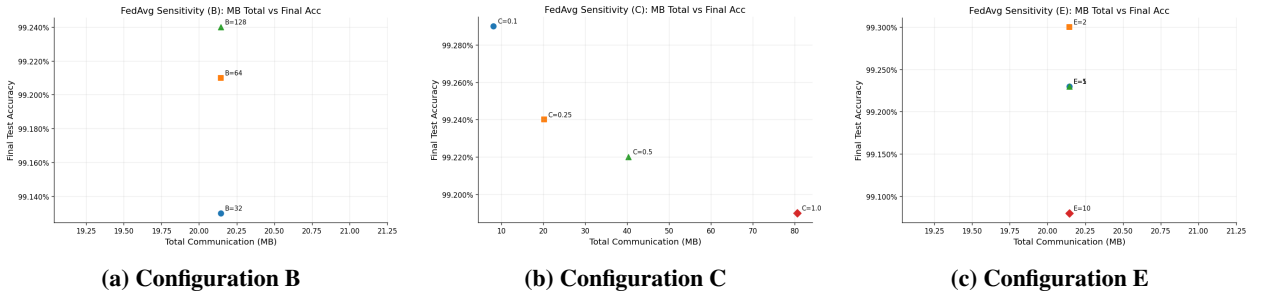 FedAvg Sensitivity (B): MB Total vs Final Acc
Final Test Accuracy
99.240%
99.220%
99.200%
99.180%
99.160%
99.140%
B=128
B=64
B=32
19.25 19.50 19.75 20.00 20.25 20.50 20.75 21.00 21.25
Total Communication (MB)
(a) Configuration B
FedAvg Sensitivity (C): MB Total vs Final Acc
Final Test Accuracy
99.280%
99.260%
99.240%
99.220%
99.200%
C=0.1
C=0.25
C=0.5
C=1.0
10 20 30 40 50 60 70 80
Total Communication (MB)
(b) Configuration C
FedAvg Sensitivity (E): MB Total vs Final Acc
Final Test Accuracy
99.300%
99.250%
99.200%
99.150%
99.100%
E=2
E=10
19.25 19.50 19.75 20.00 20.25 20.50 20.75 21.00 21.25
Total Communication (MB)
(c) Configuration E